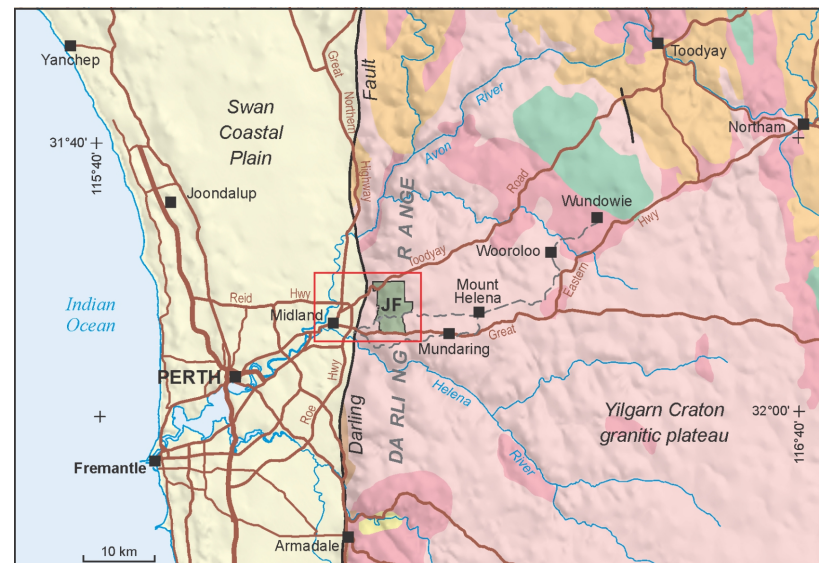 Yanchep
Great
Northern
Highway
Fault
Toodyay
Swan
Coastal
Plain
River
Avon
Northam
31°40'
115°40'
Joondalup
RANGE
Road
Toodyay
Wundowie
Hwy
Wooroloo
Eastern
Indian
Ocean
Reid
Hwy
Midland
JF
Mount
Helena
Great
Mundaring
PERTH
Hwy
Roe
Darling
DARLING
Helena
River
Yilgarn Craton
granitic plateau
32°00'
116°40'
Fremantle
Armadale
10 km